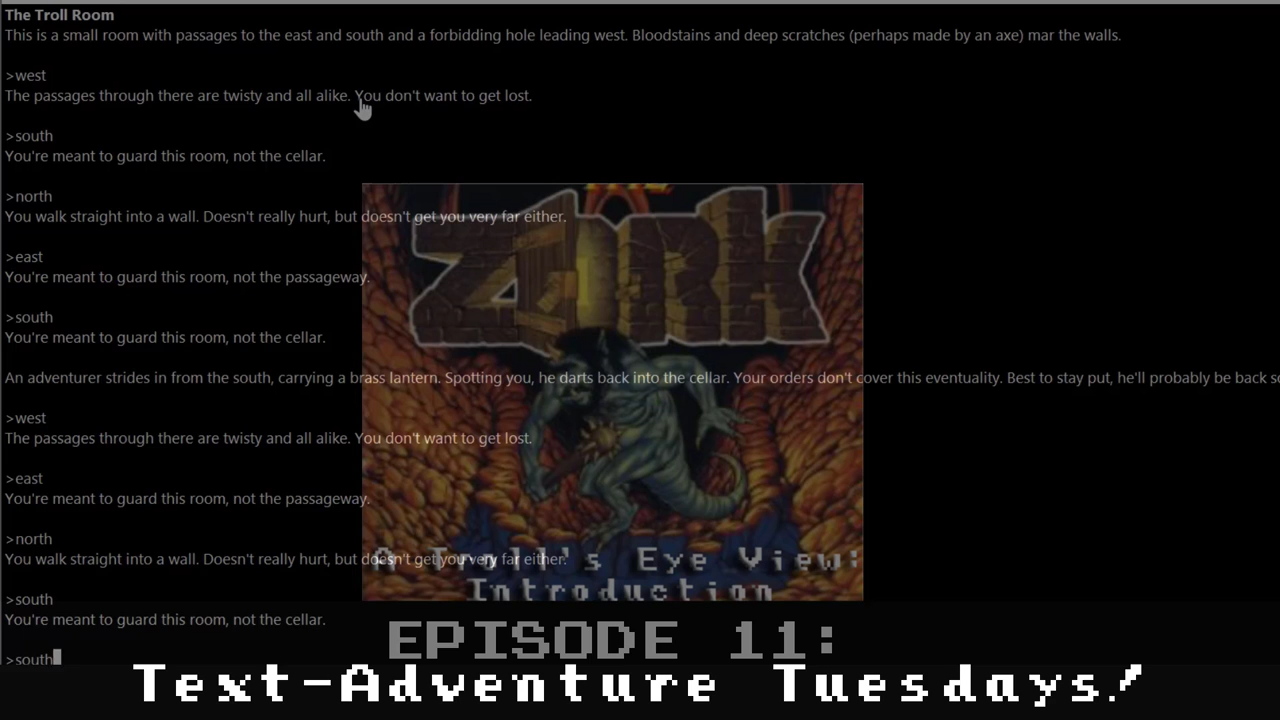 The Troll Room
This is a small room with passages to the east and south and a forbidding hole leading west. Bloodstains and deep scratches (perhaps made by an axe) mar the walls.
>west
The passages through there are twisty and all alike. You don't want to get lost.
>south
You're meant to guard this room, not the cellar.
>north
You walk straight into a wall. Doesn't really hurt, but doesn't get you very far either.
>east
You're meant to guard this room, not the passageway.
>south
You're meant to guard this room, not the cellar.
An adventurer strides in from the south, carrying a brass lantern. Spotting you, he darts back into the cellar. Your orders don't cover this eventuality. Best to stay put, he'll probably be back
>west
The passages through there are twisty and all alike. You don't want to get lost.
>east
You're meant to guard this room, not the passageway.
>north
You walk straight into a wall. Doesn't really hurt, but doesn't get you very far either.
>south
You're meant to guard this room, not the cellar.
>south
ZORK
A Troll's Eye View:
Introduction
EPISODE 11:
Text-Adventure Tuesdays!